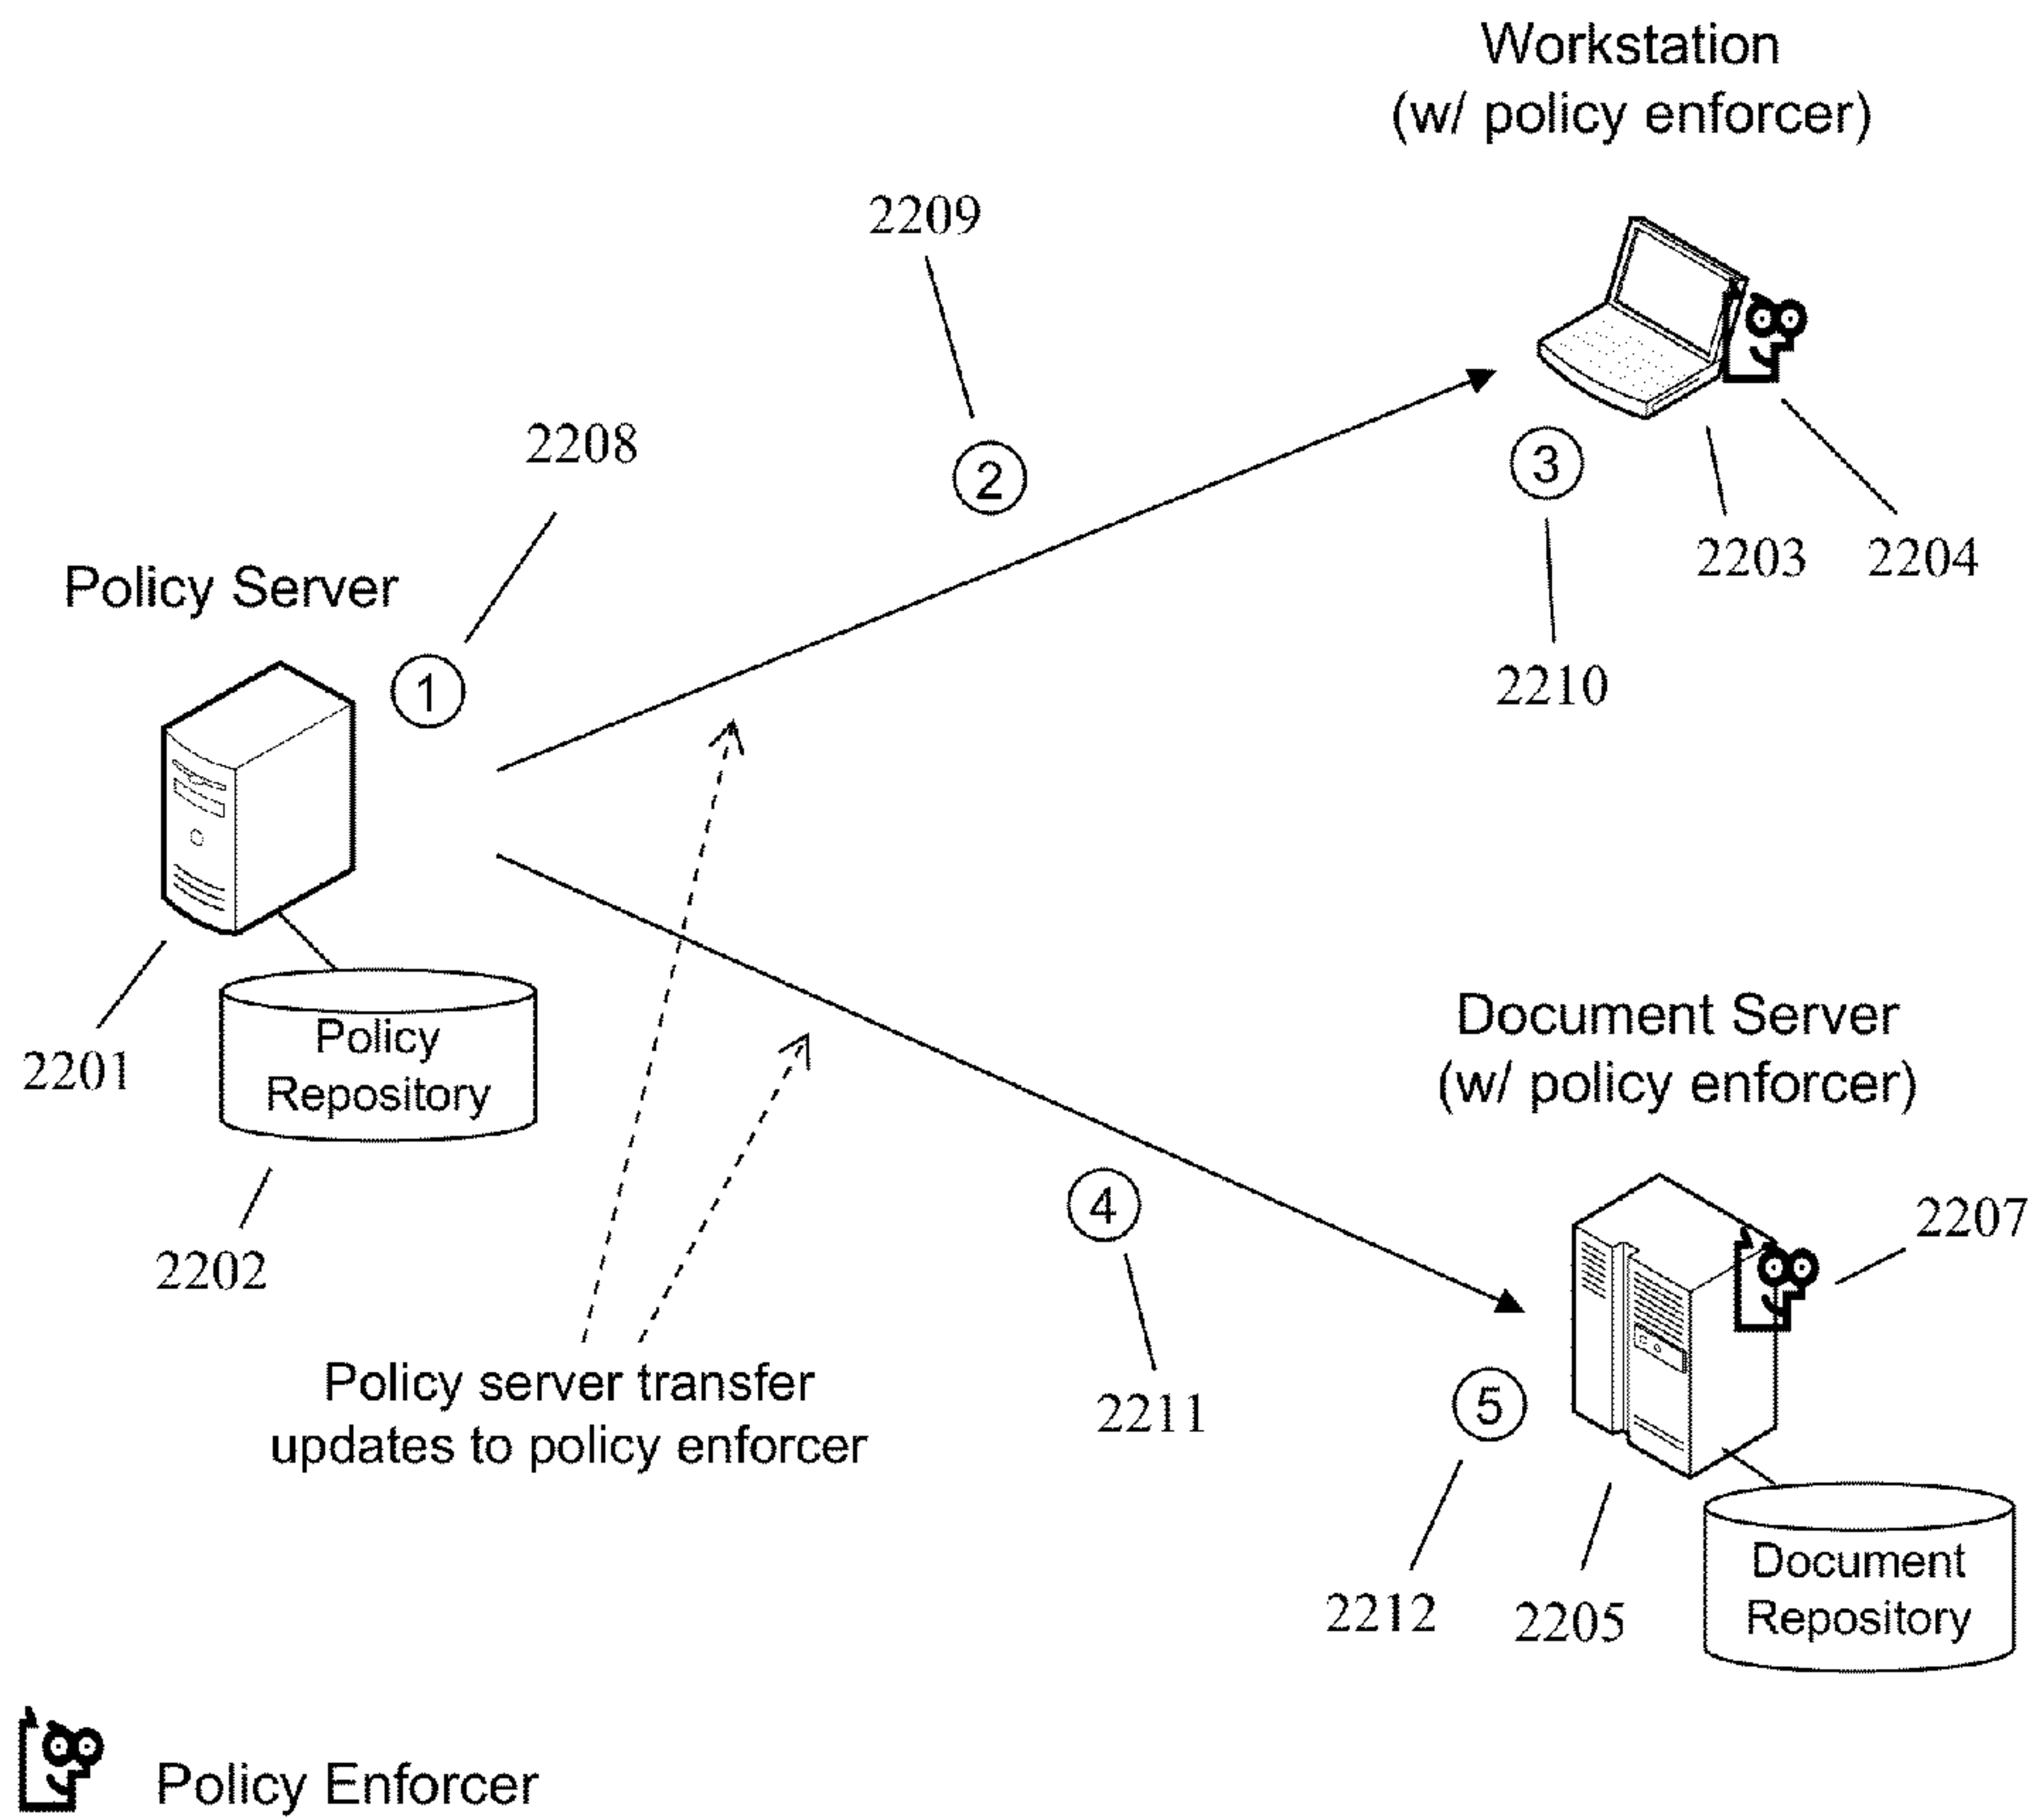 Workstation
(w/ policy enforcer)
2209
2208
2
3
2203
2204
Policy Server
1
2210
Document Server
(w/ policy enforcer)
Policy
Repository
2201
2202
4
2207
Policy server transfer
updates to policy enforcer
2211
5
2212
2205
Document
Repository
Policy Enforcer